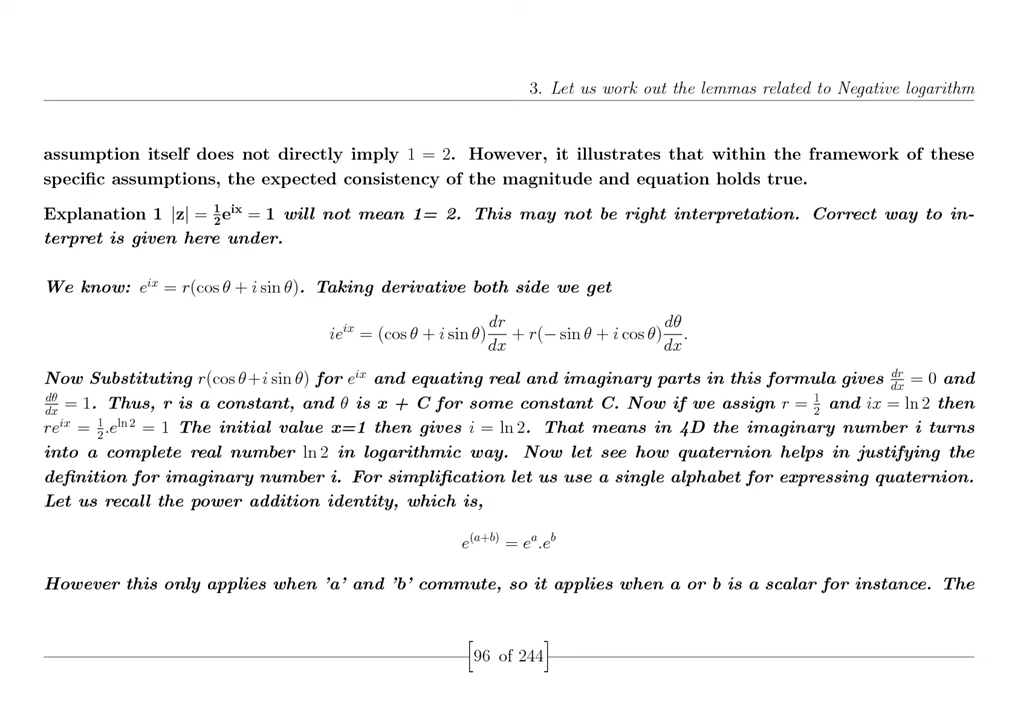 3. Let us work out the lemmas related to Negative logarithm
assumption itself does not directly imply 1 = 2. However, it illustrates that within the framework of these
specific assumptions, the expected consistency of the magnitude and equation holds true.
Explanation 1 |z| = ½e^{ix} = 1 will not mean 1= 2. This may not be right interpretation. Correct way to in-
terpret is given here under.
We know: e^{ix} = r(cos θ + i sin θ). Taking derivative both side we get
ie^{ix} = (cos θ + i sin θ) dr/dx + r(− sin θ + i cos θ) dθ/dx.
Now Substituting r(cos θ+i sin θ) for e^{ix} and equating real and imaginary parts in this formula gives dr/dx = 0 and
dθ/dx = 1. Thus, r is a constant, and θ is x + C for some constant C. Now if we assign r = ½ and ix = ln 2 then
re^{ix} = ½.e^{ln 2} = 1 The initial value x=1 then gives i = ln 2. That means in 4D the imaginary number i turns
into a complete real number ln 2 in logarithmic way. Now let see how quaternion helps in justifying the
definition for imaginary number i. For simplification let us use a single alphabet for expressing quaternion.
Let us recall the power addition identity, which is,
e^{(a+b)} = e^a.e^b
However this only applies when 'a' and 'b' commute, so it applies when a or b is a scalar for instance. The
[96 of 244]